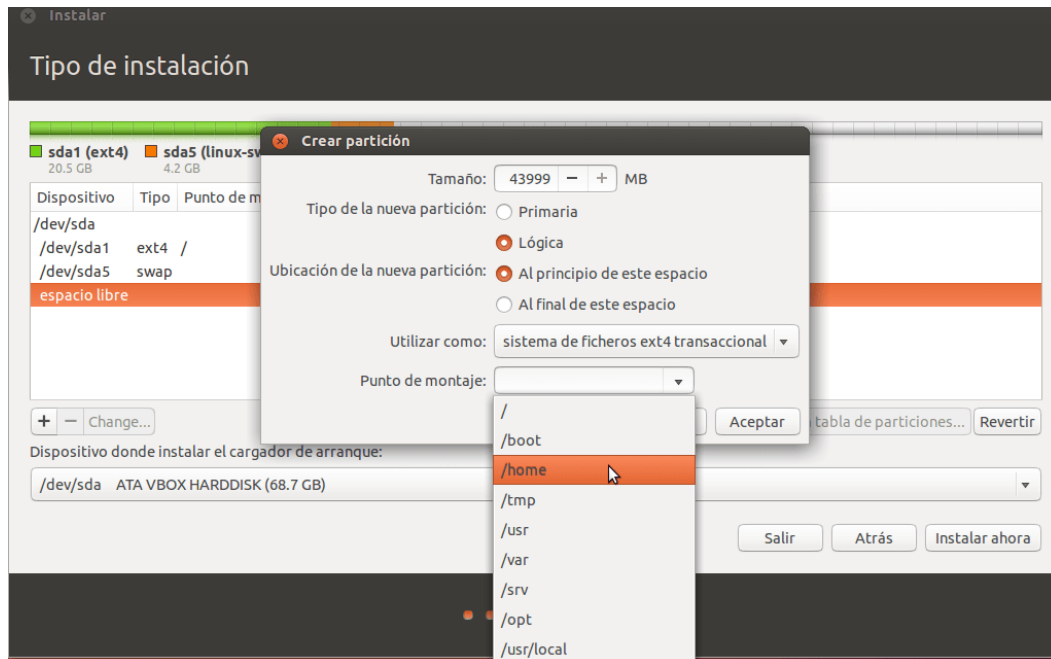 Instalar
Tipo de instalación
sda1 (ext4) sda5 (linux-sw
20.5 GB 4.2 GB
Dispositivo Tipo Punto de m
/dev/sda
/dev/sda1 ext4 /
/dev/sda5 swap
espacio libre
Crear partición
Tamaño: 43999 − + MB
Tipo de la nueva partición: Primaria
Lógica
Ubicación de la nueva partición: Al principio de este espacio
Al final de este espacio
Utilizar como: sistema de ficheros ext4 transaccional
Punto de montaje:
/
/boot
/home
/tmp
/usr
/var
/srv
/opt
/usr/local
Aceptar
+ − Change... tabla de particiones... Revertir
Dispositivo donde instalar el cargador de arranque:
/dev/sda ATA VBOX HARDDISK (68.7 GB)
Salir Atrás Instalar ahora